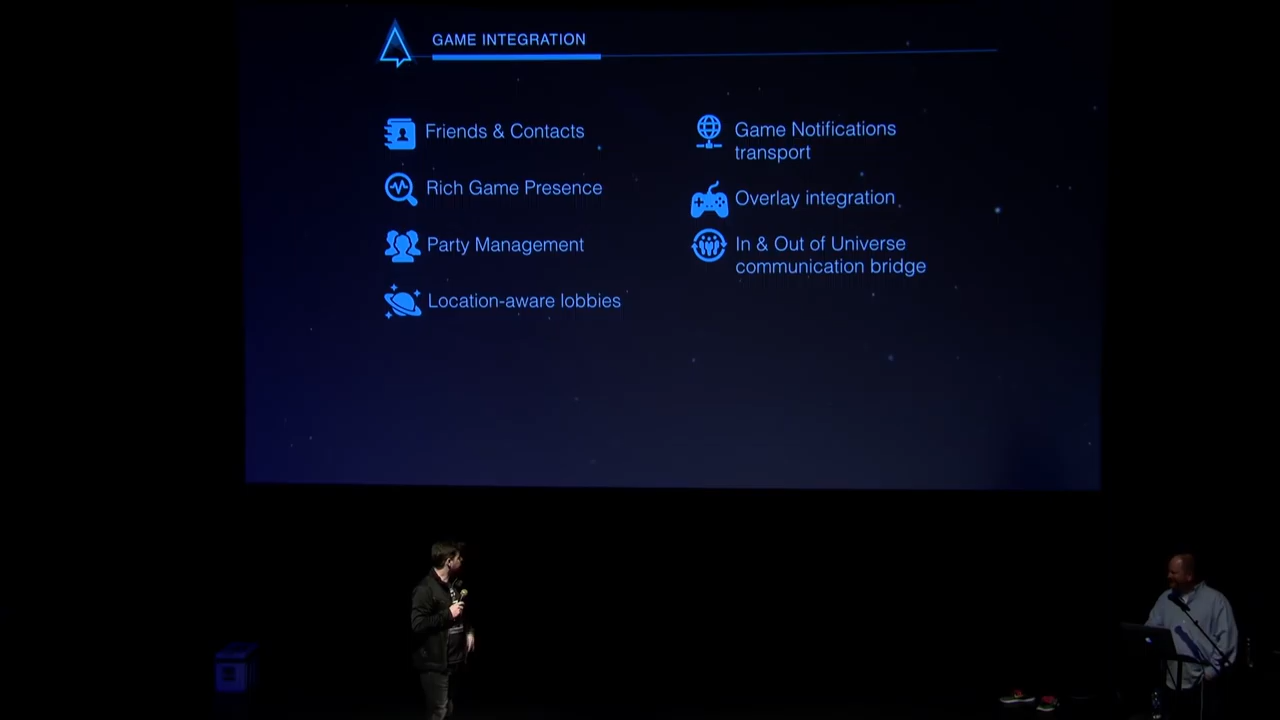 GAME INTEGRATION
Friends & Contacts
Rich Game Presence
Party Management
Location-aware lobbies
Game Notifications
transport
Overlay integration
In & Out of Universe
communication bridge